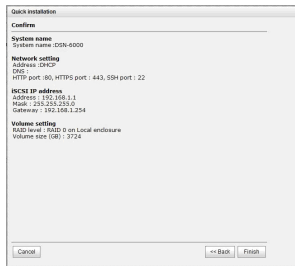 Quick installation
Confirm
System name
System name :DSN-6000
Network setting
Address :DHCP
DNS :
HTTP port :80, HTTPS port : 443, SSH port : 22
iSCSI IP address
Address : 192.168.1.1
Mask : 255.255.255.0
Gateway : 192.168.1.254
Volume setting
RAID level : RAID 0 on Local enclosure
Volume size (GB) : 3724
Cancel
<< Back
Finish